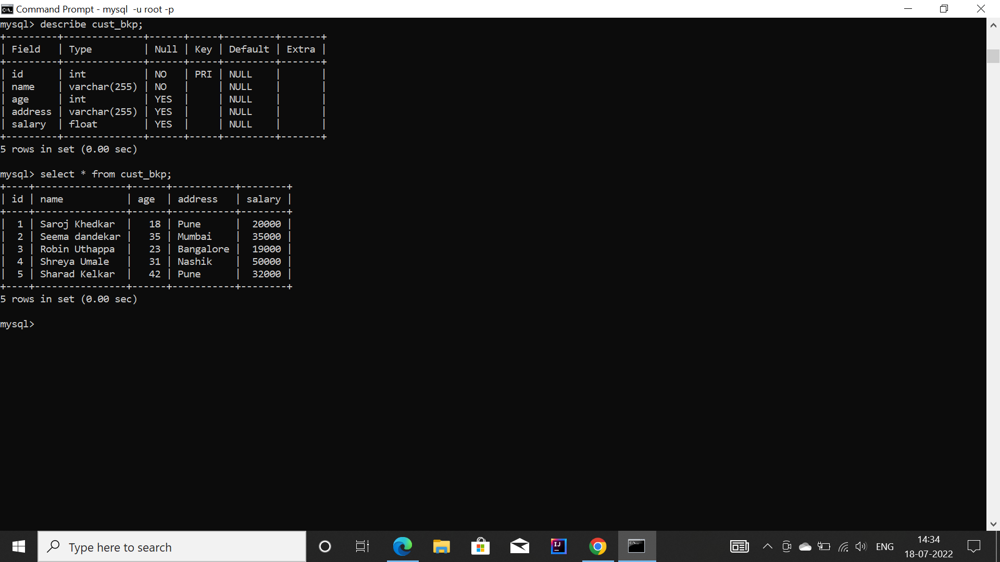 Command Prompt - mysql  -u root -p
mysql> describe cust_bkp;
+---------+--------------+------+-----+---------+-------+
| Field   | Type         | Null | Key | Default | Extra |
+---------+--------------+------+-----+---------+-------+
| id      | int          | NO   | PRI | NULL    |       |
| name    | varchar(255) | NO   |     | NULL    |       |
| age     | int          | YES  |     | NULL    |       |
| address | varchar(255) | YES  |     | NULL    |       |
| salary  | float        | YES  |     | NULL    |       |
+---------+--------------+------+-----+---------+-------+
5 rows in set (0.00 sec)
mysql> select * from cust_bkp;
+----+----------------+------+-----------+--------+
| id | name           | age  | address   | salary |
+----+----------------+------+-----------+--------+
|  1 | Saroj Khedkar  |   18 | Pune      |  20000 |
|  2 | Seema dandekar |   35 | Mumbai    |  35000 |
|  3 | Robin Uthappa  |   23 | Bangalore |  19000 |
|  4 | Shreya Umale   |   31 | Nashik    |  50000 |
|  5 | Sharad Kelkar  |   42 | Pune      |  32000 |
+----+----------------+------+-----------+--------+
5 rows in set (0.00 sec)
mysql>
Type here to search
IJ
ENG
14:34
18-07-2022